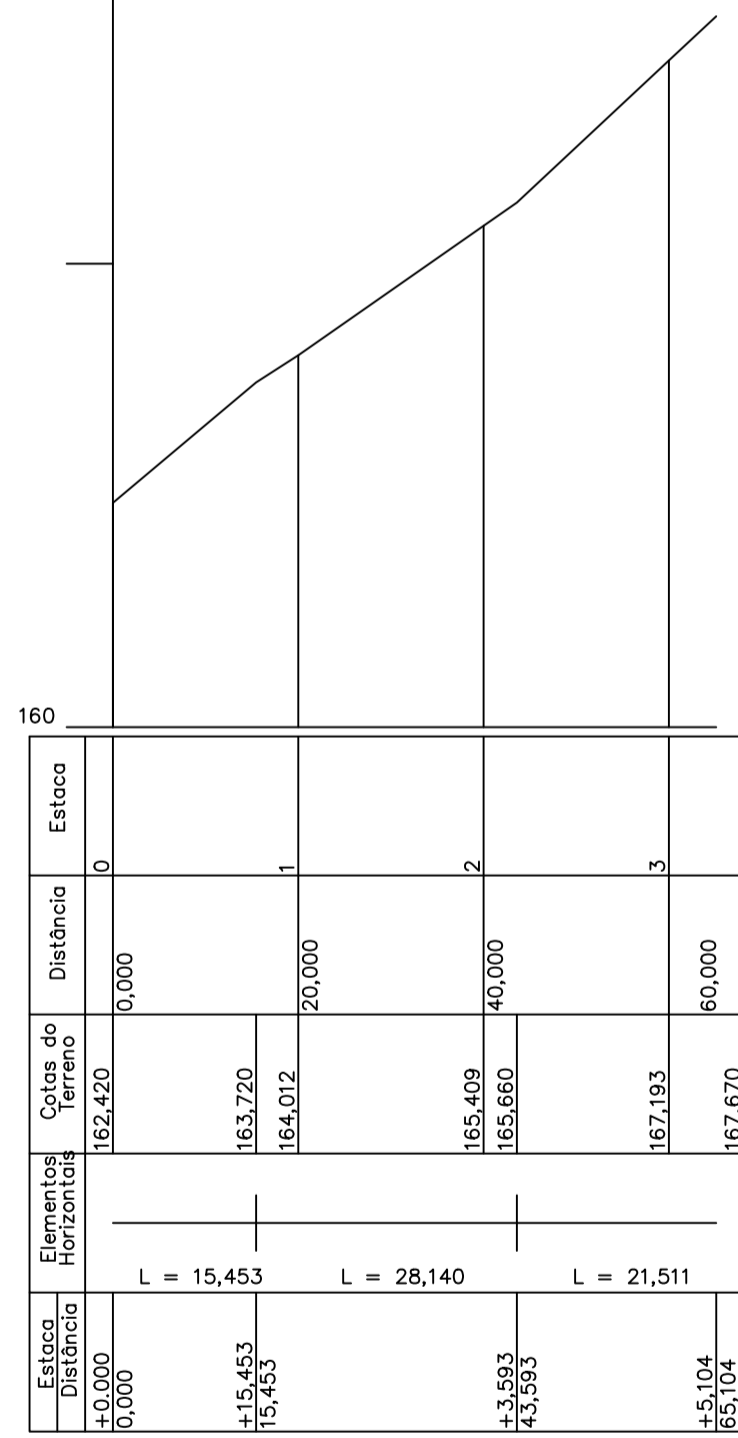 160
Estaca
0
1
2
3
Distância
0,000
20,000
40,000
60,000
Cotas do
Terreno
162,420
163,720
164,012
165,409
165,660
167,193
167,670
Elementos
Horizontais
L = 15,453
L = 28,140
L = 21,511
Estaca
Distância
+0.000
0,000
+15,453
15,453
+3,593
43,593
+5,104
65,104